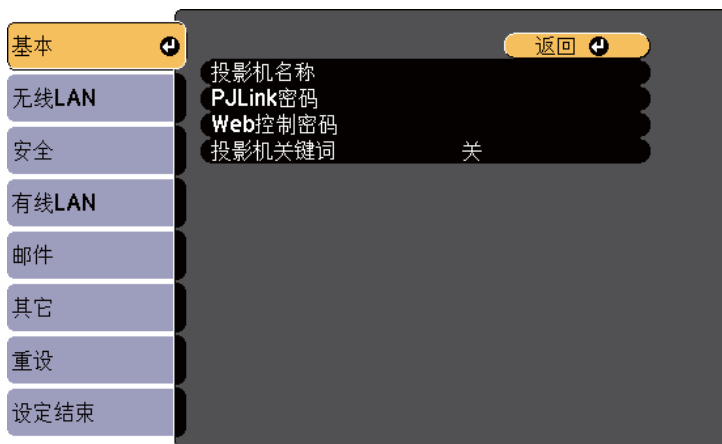 基本
无线LAN
安全
有线LAN
邮件
其它
重设
设定结束
返回
投影机名称
PJLink密码
Web控制密码
投影机关键词 关